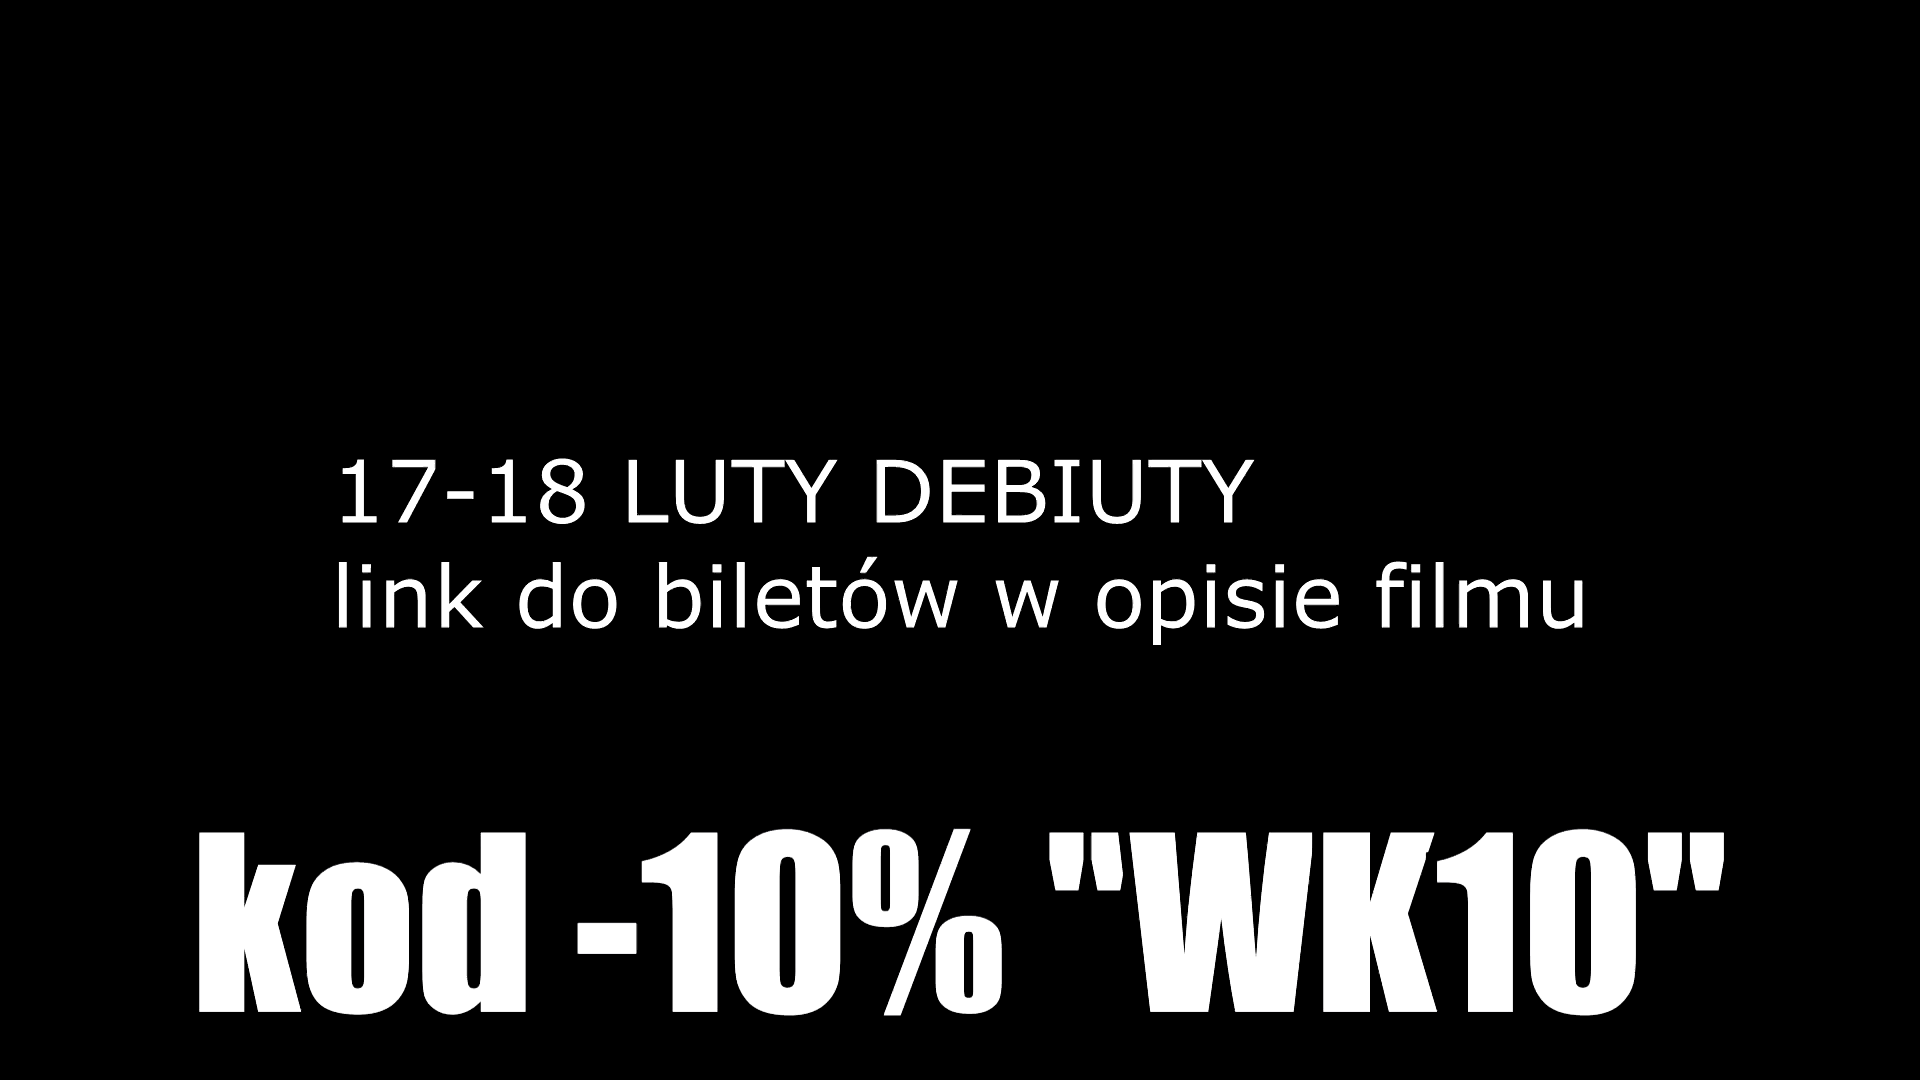 17-18 LUTY DEBIUTY
link do biletów w opisie filmu
kod -10% "WK10"